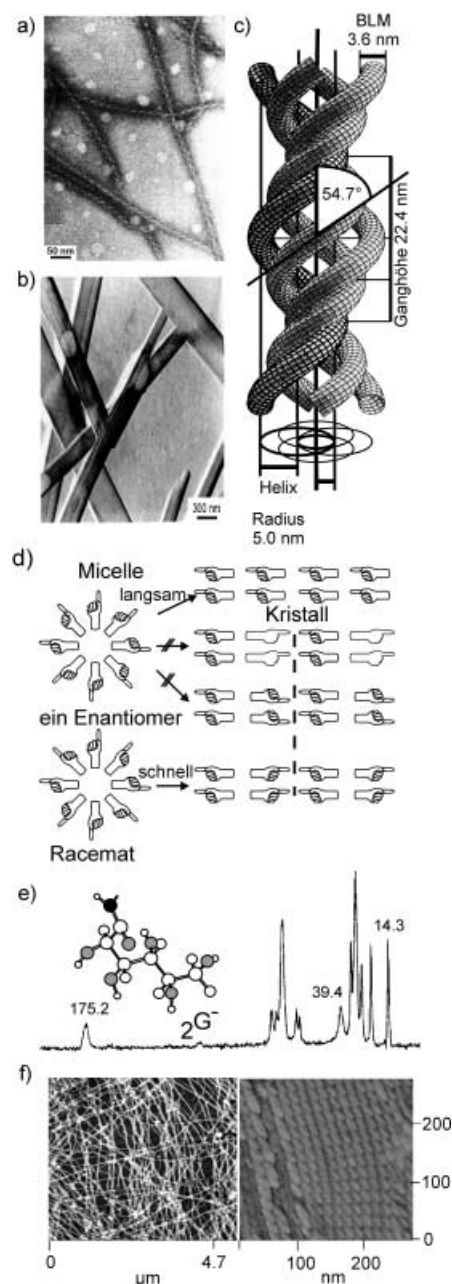 a)
50 nm
b)
300 nm
c)
BLM
3.6 nm
54.7°
Ganghöhe 22.4 nm
Helix
Radius
5.0 nm
d)
Micelle
langsam
Kristall
ein Enantiomer
schnell
Racemat
e)
175.2
2G⁻
39.4
14.3
f)
200
100
0
0 4.7
µm
100 200
nm